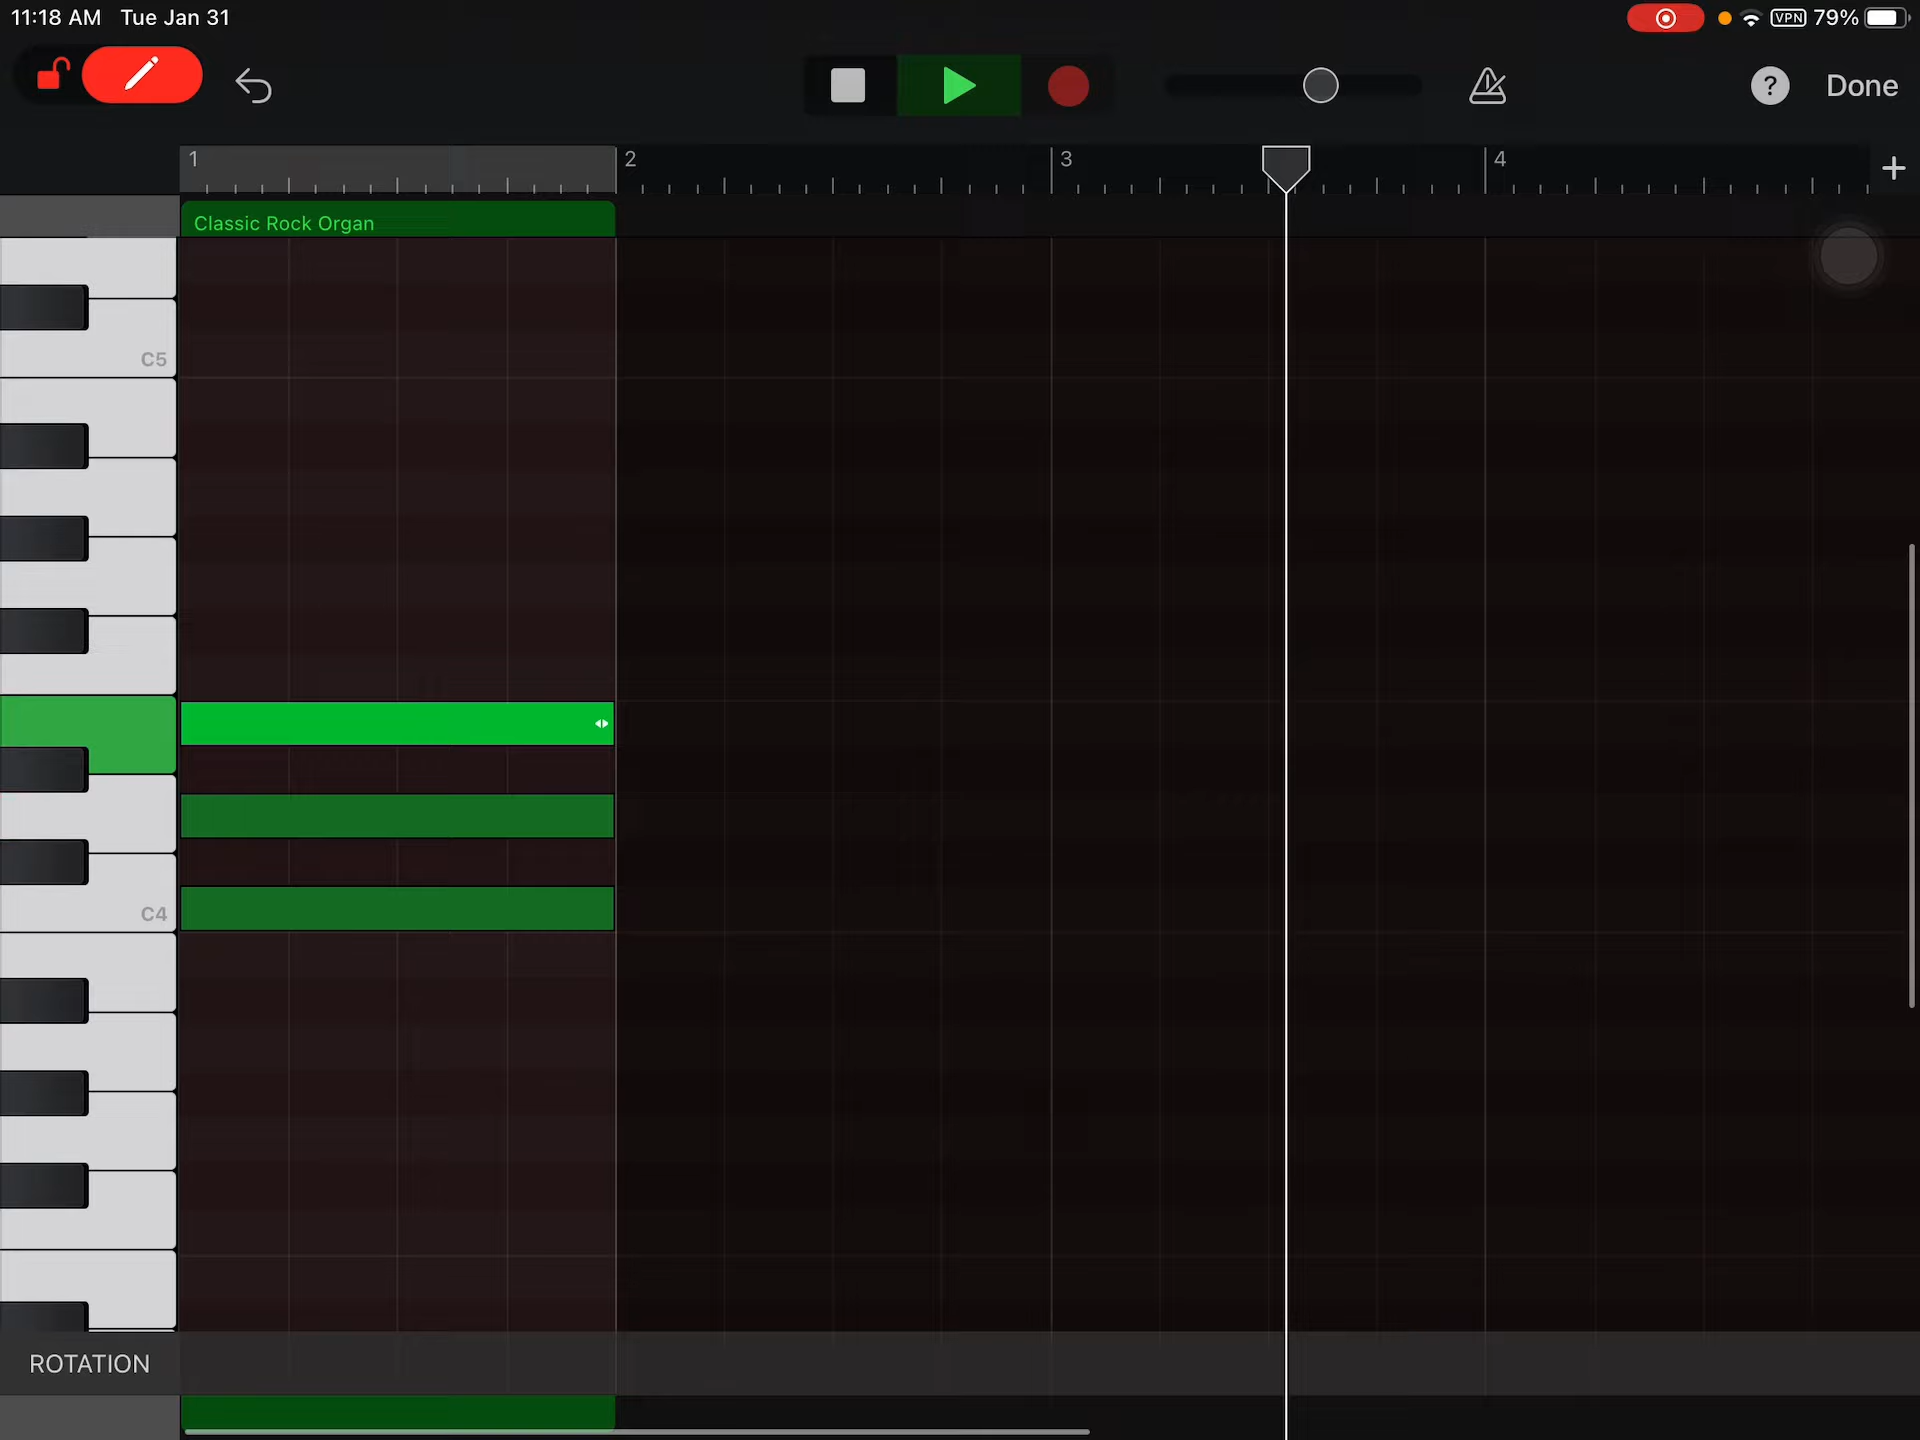 11:18 AM Tue Jan 31
VPN 79%
? Done
1 2 3 4
Classic Rock Organ
C5
C4
ROTATION